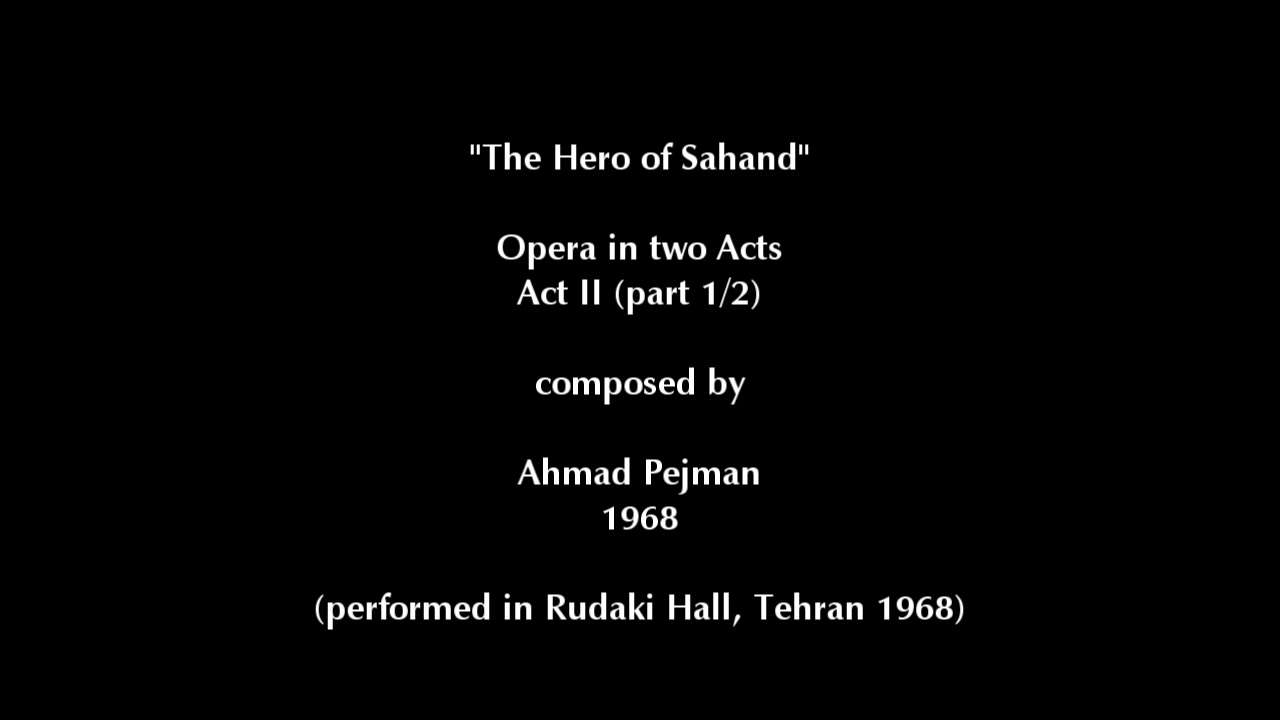 "The Hero of Sahand"
Opera in two Acts
Act II (part 1/2)
composed by
Ahmad Pejman
1968
(performed in Rudaki Hall, Tehran 1968)